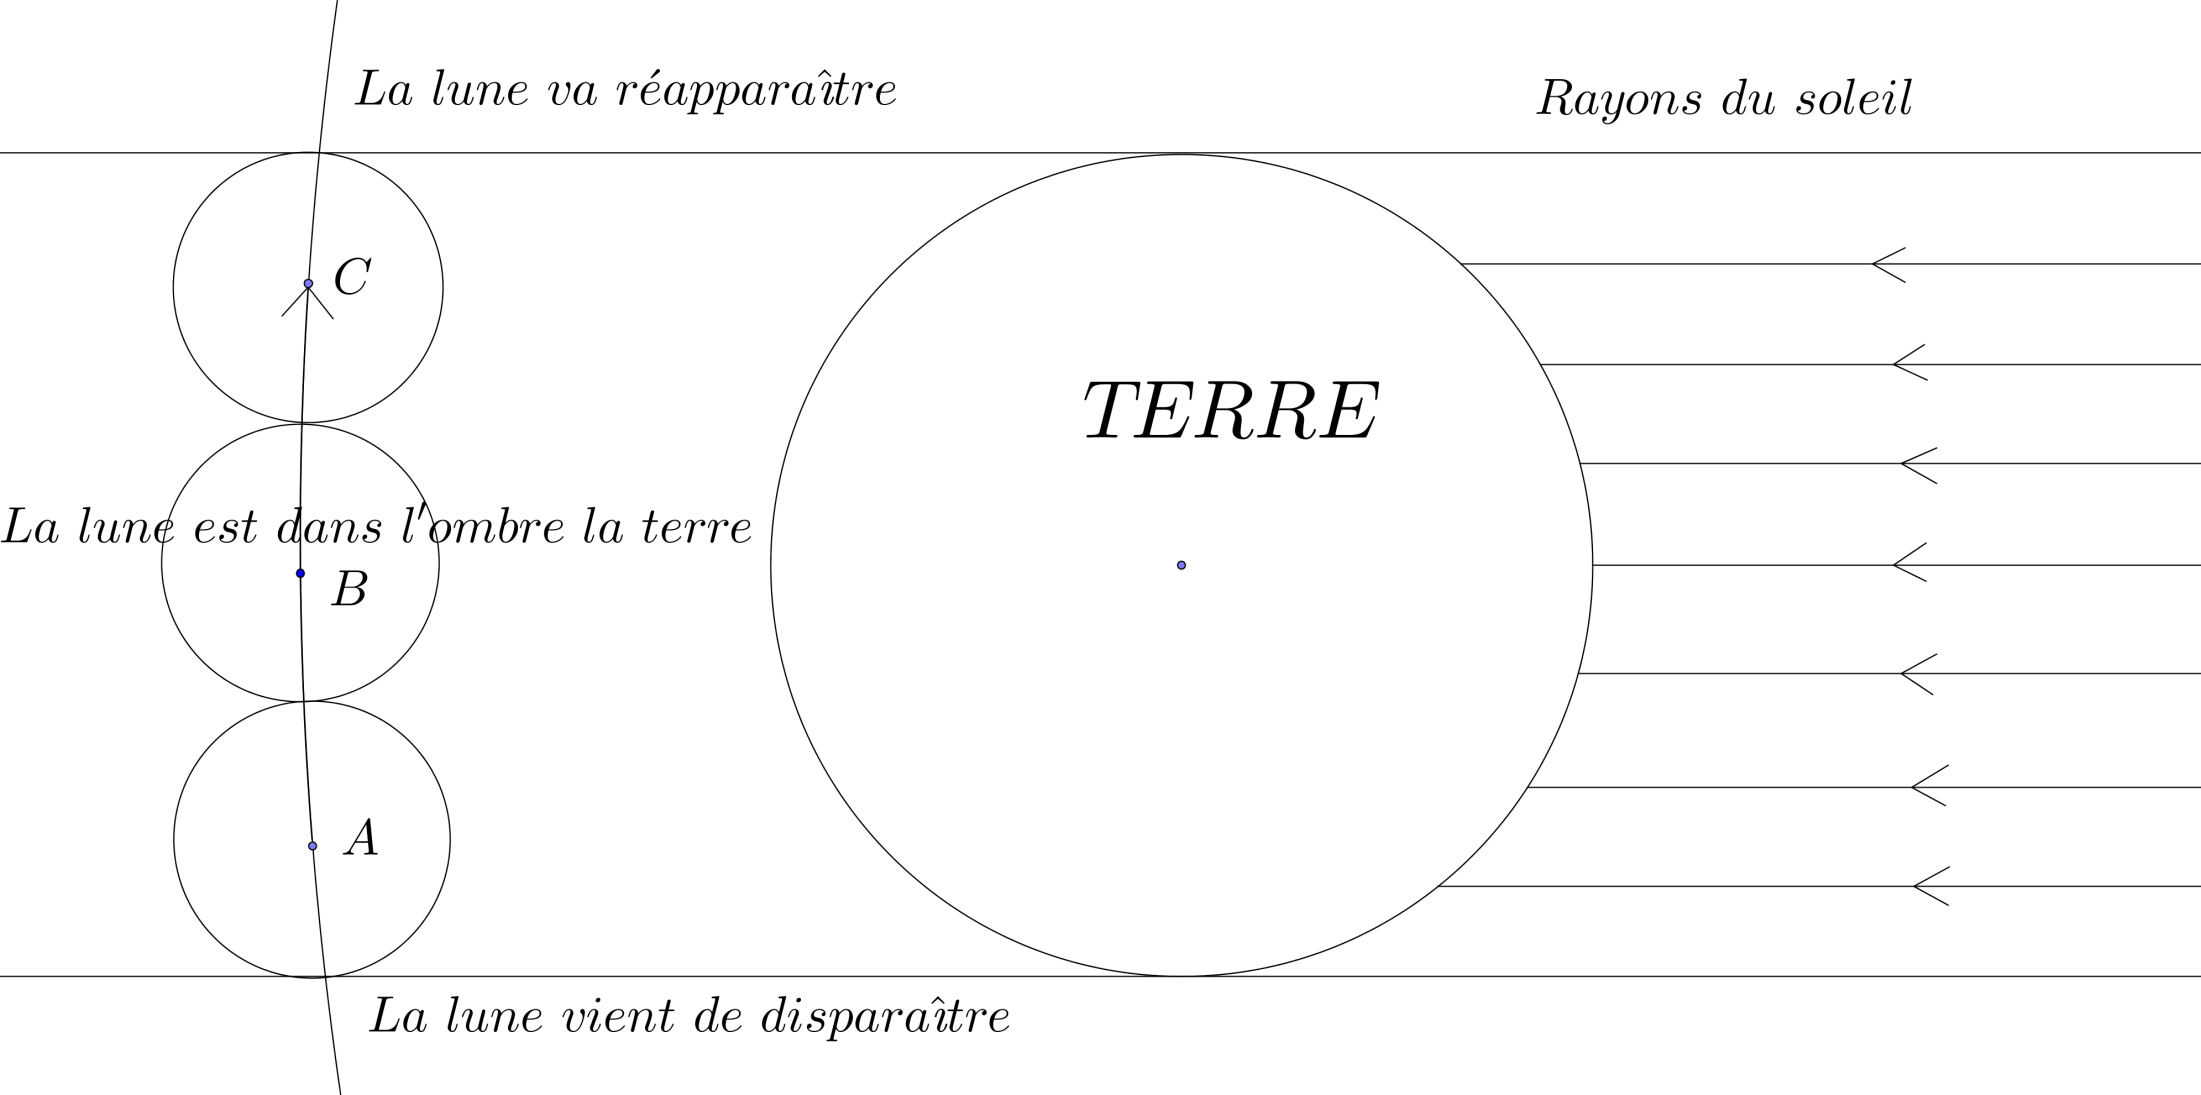 La lune va réapparaître
Rayons du soleil
C
TERRE
La lune est dans l'ombre la terre
B
A
La lune vient de disparaître